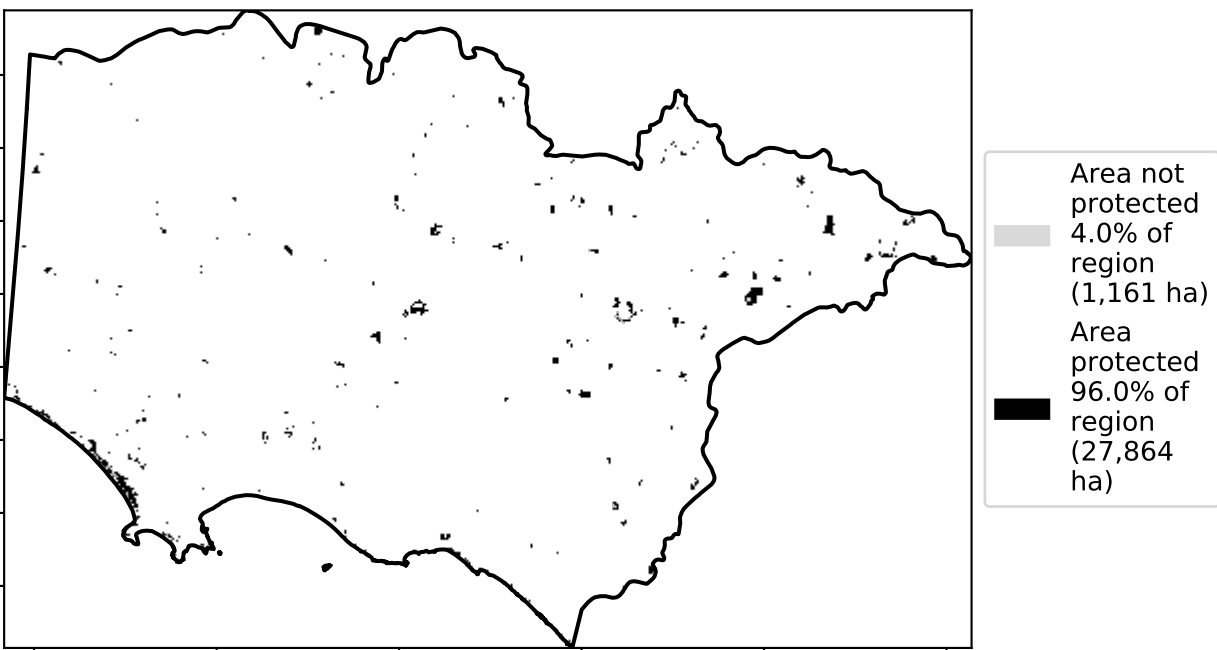 Area not
protected
4.0% of
region
(1,161 ha)
Area
protected
96.0% of
region
(27,864
ha)